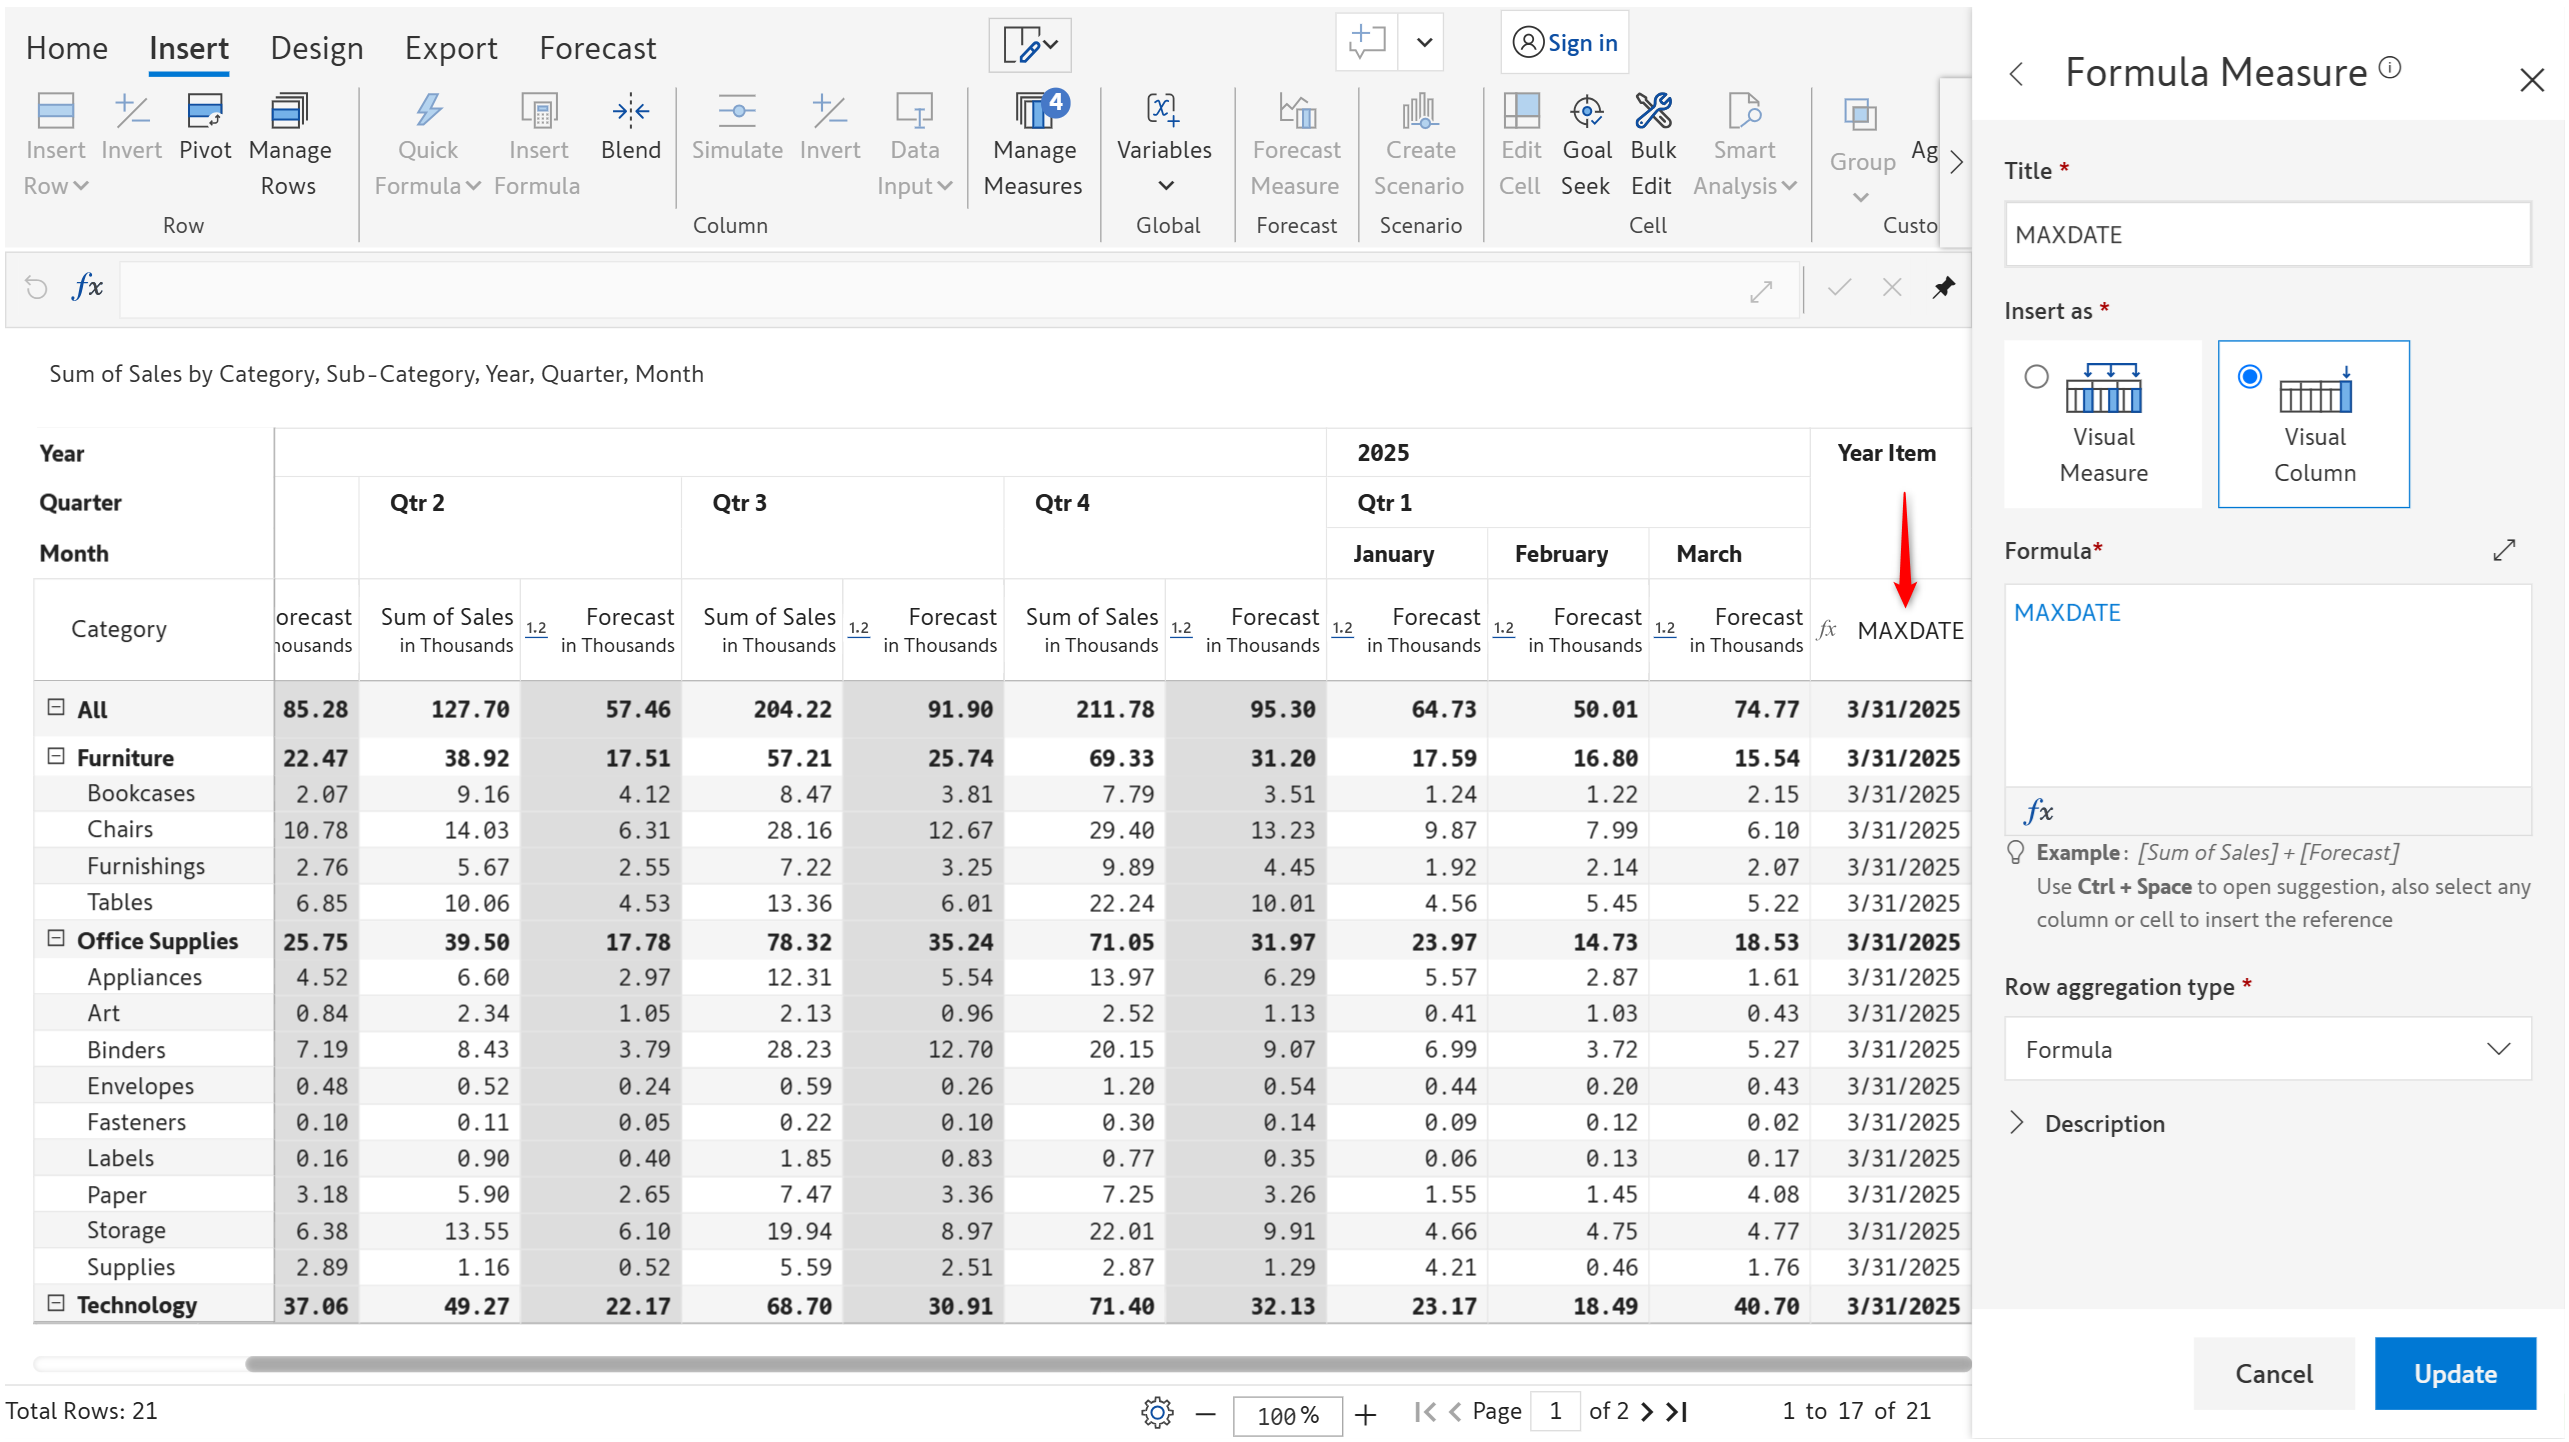 Home Insert Design Export Forecast Sign in
Insert Row Invert Pivot Manage Rows Quick Formula Insert Formula Blend Simulate Invert Data Input Manage Measures 4 Variables Forecast Measure Create Scenario Edit Cell Goal Seek Bulk Edit Smart Analysis Group Ag
Row Column Global Forecast Scenario Cell Custo
fx
Sum of Sales by Category, Sub-Category, Year, Quarter, Month
Year 2025 Year Item
Quarter Qtr 2 Qtr 3 Qtr 4 Qtr 1
Month January February March
Category orecast Sum of Sales 1.2 Forecast Sum of Sales 1.2 Forecast Sum of Sales 1.2 Forecast 1.2 Forecast 1.2 Forecast 1.2 Forecast fx MAXDATE
housands in Thousands in Thousands in Thousands in Thousands in Thousands in Thousands in Thousands in Thousands in Thousands
All 85.28 127.70 57.46 204.22 91.90 211.78 95.30 64.73 50.01 74.77 3/31/2025
Furniture 22.47 38.92 17.51 57.21 25.74 69.33 31.20 17.59 16.80 15.54 3/31/2025
Bookcases 2.07 9.16 4.12 8.47 3.81 7.79 3.51 1.24 1.22 2.15 3/31/2025
Chairs 10.78 14.03 6.31 28.16 12.67 29.40 13.23 9.87 7.99 6.10 3/31/2025
Furnishings 2.76 5.67 2.55 7.22 3.25 9.89 4.45 1.92 2.14 2.07 3/31/2025
Tables 6.85 10.06 4.53 13.36 6.01 22.24 10.01 4.56 5.45 5.22 3/31/2025
Office Supplies 25.75 39.50 17.78 78.32 35.24 71.05 31.97 23.97 14.73 18.53 3/31/2025
Appliances 4.52 6.60 2.97 12.31 5.54 13.97 6.29 5.57 2.87 1.61 3/31/2025
Art 0.84 2.34 1.05 2.13 0.96 2.52 1.13 0.41 1.03 0.43 3/31/2025
Binders 7.19 8.43 3.79 28.23 12.70 20.15 9.07 6.99 3.72 5.27 3/31/2025
Envelopes 0.48 0.52 0.24 0.59 0.26 1.20 0.54 0.44 0.20 0.43 3/31/2025
Fasteners 0.10 0.11 0.05 0.22 0.10 0.30 0.14 0.09 0.12 0.02 3/31/2025
Labels 0.16 0.90 0.40 1.85 0.83 0.77 0.35 0.06 0.13 0.17 3/31/2025
Paper 3.18 5.90 2.65 7.47 3.36 7.25 3.26 1.55 1.45 4.08 3/31/2025
Storage 6.38 13.55 6.10 19.94 8.97 22.01 9.91 4.66 4.75 4.77 3/31/2025
Supplies 2.89 1.16 0.52 5.59 2.51 2.87 1.29 4.21 0.46 1.76 3/31/2025
Technology 37.06 49.27 22.17 68.70 30.91 71.40 32.13 23.17 18.49 40.70 3/31/2025
Total Rows: 21 100 % Page 1 of 2 1 to 17 of 21
Formula Measure
Title *
MAXDATE
Insert as *
Visual Measure
Visual Column
Formula*
MAXDATE
fx
Example: [Sum of Sales] + [Forecast]
Use Ctrl + Space to open suggestion, also select any
column or cell to insert the reference
Row aggregation type *
Formula
Description
Cancel Update